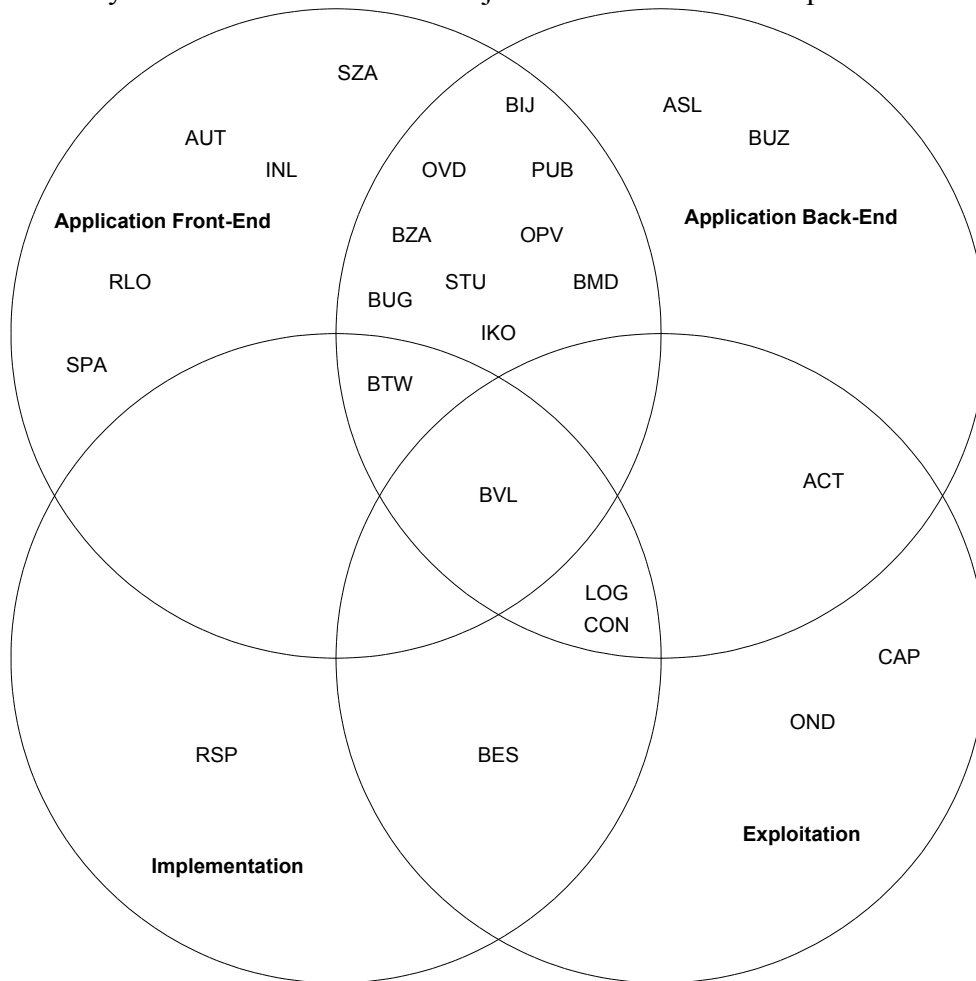 SZA
BIJ
ASL
AUT
BUZ
INL
OVD
PUB
Application Front-End
Application Back-End
BZA
OPV
RLO
STU
BMD
BUG
IKO
SPA
BTW
BVL
ACT
LOG
CON
CAP
OND
RSP
BES
Exploitation
Implementation